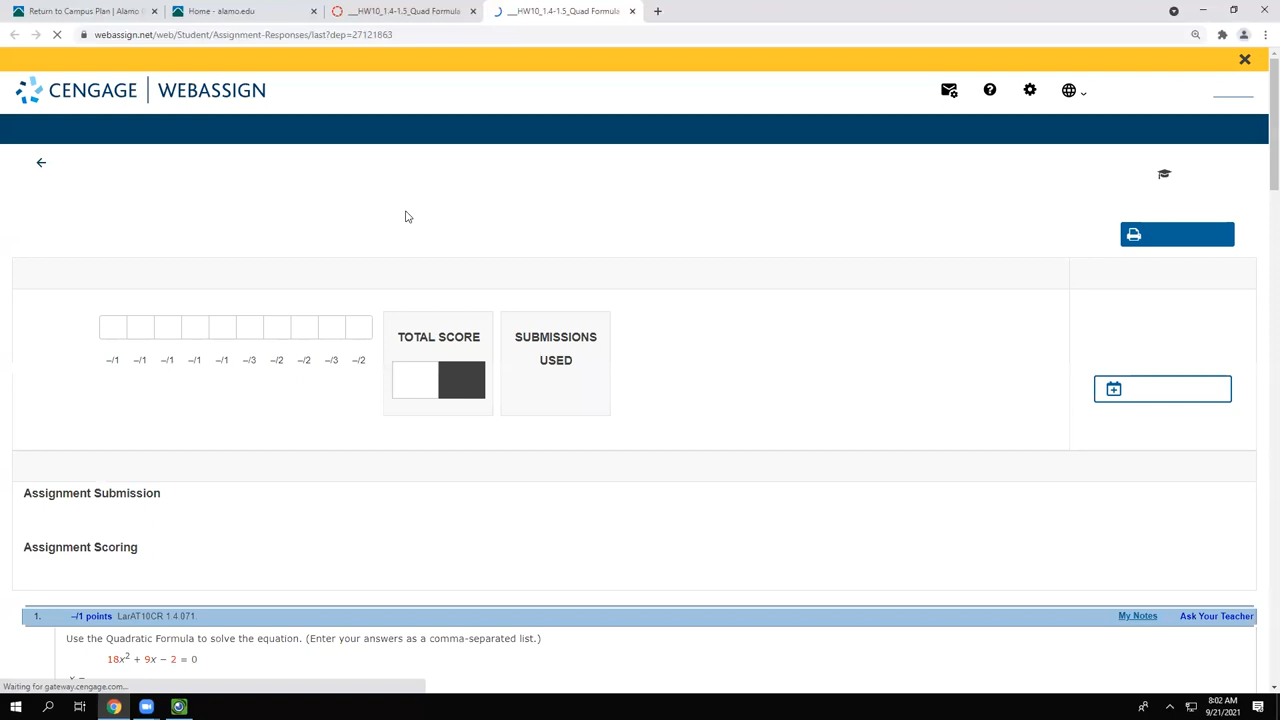 Return to Campus Plan | Alamo
Home - alamo.edu
___HW10_1.4-1.5_Quad Formula
___HW10_1.4-1.5_Quad Formula
webassign.net/web/Student/Assignment-Responses/last?dep=27121863
CENGAGE | WEBASSIGN
TOTAL SCORE
SUBMISSIONS
USED
–/1 –/1 –/1 –/1 –/1 –/3 –/2 –/2 –/3 –/2
Assignment Submission
Assignment Scoring
1. –/1 points LarAT10CR 1.4.071. My Notes Ask Your Teacher
Use the Quadratic Formula to solve the equation. (Enter your answers as a comma-separated list.)
18x² + 9x − 2 = 0
x =
Waiting for gateway.cengage.com...
8:02 AM
9/21/2021